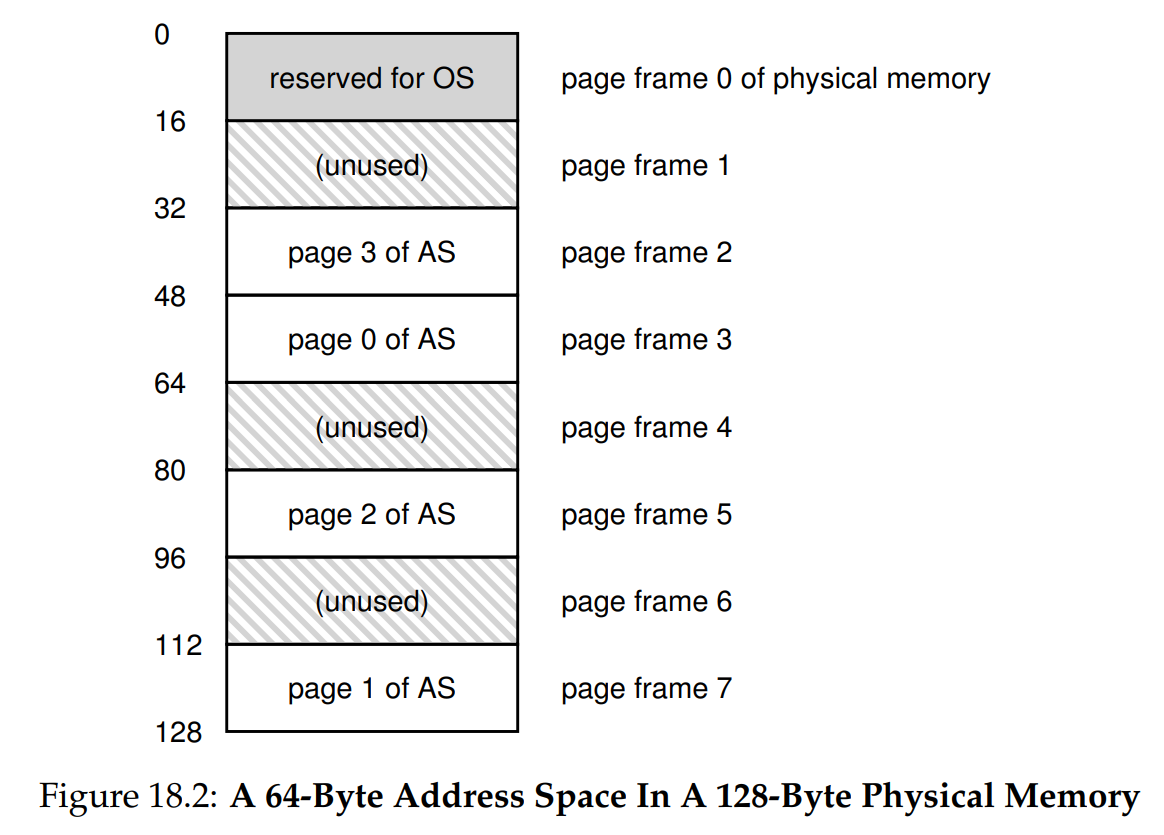 0
reserved for OS page frame 0 of physical memory
16
(unused) page frame 1
32
page 3 of AS page frame 2
48
page 0 of AS page frame 3
64
(unused) page frame 4
80
page 2 of AS page frame 5
96
(unused) page frame 6
112
page 1 of AS page frame 7
128
Figure 18.2: A 64-Byte Address Space In A 128-Byte Physical Memory